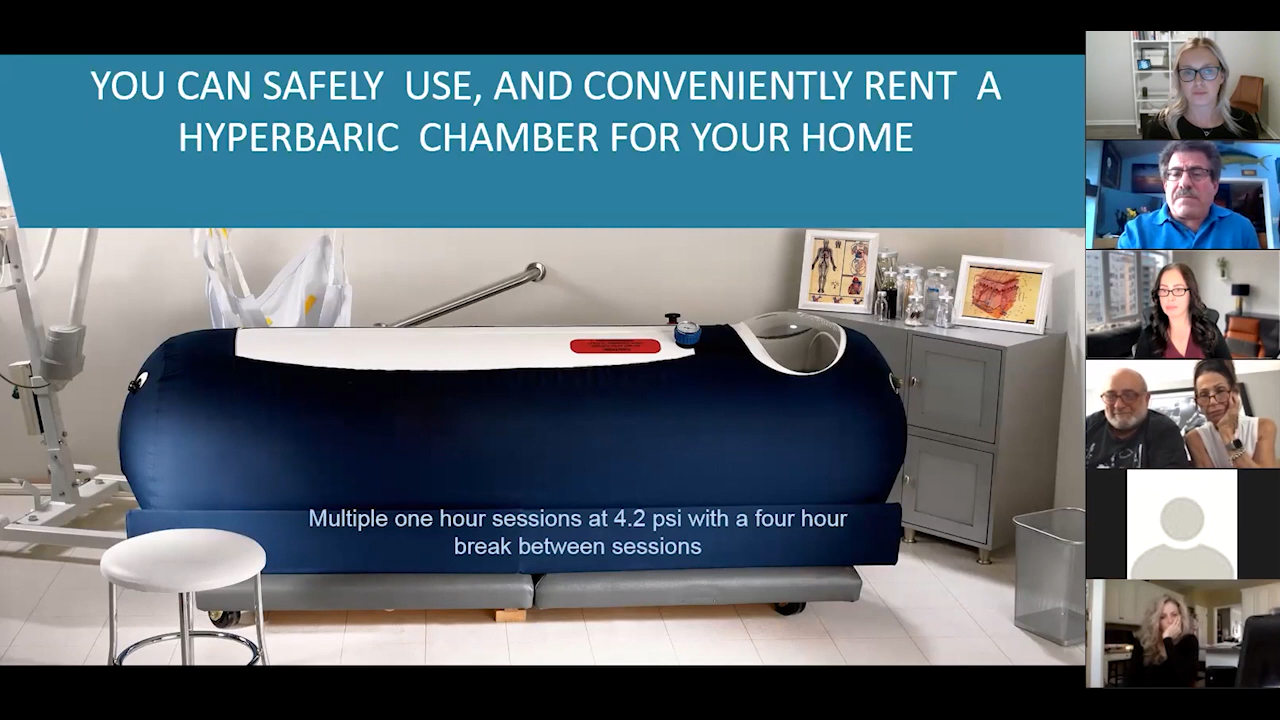 YOU CAN SAFELY USE, AND CONVENIENTLY RENT A
HYPERBARIC CHAMBER FOR YOUR HOME
Multiple one hour sessions at 4.2 psi with a four hour
break between sessions